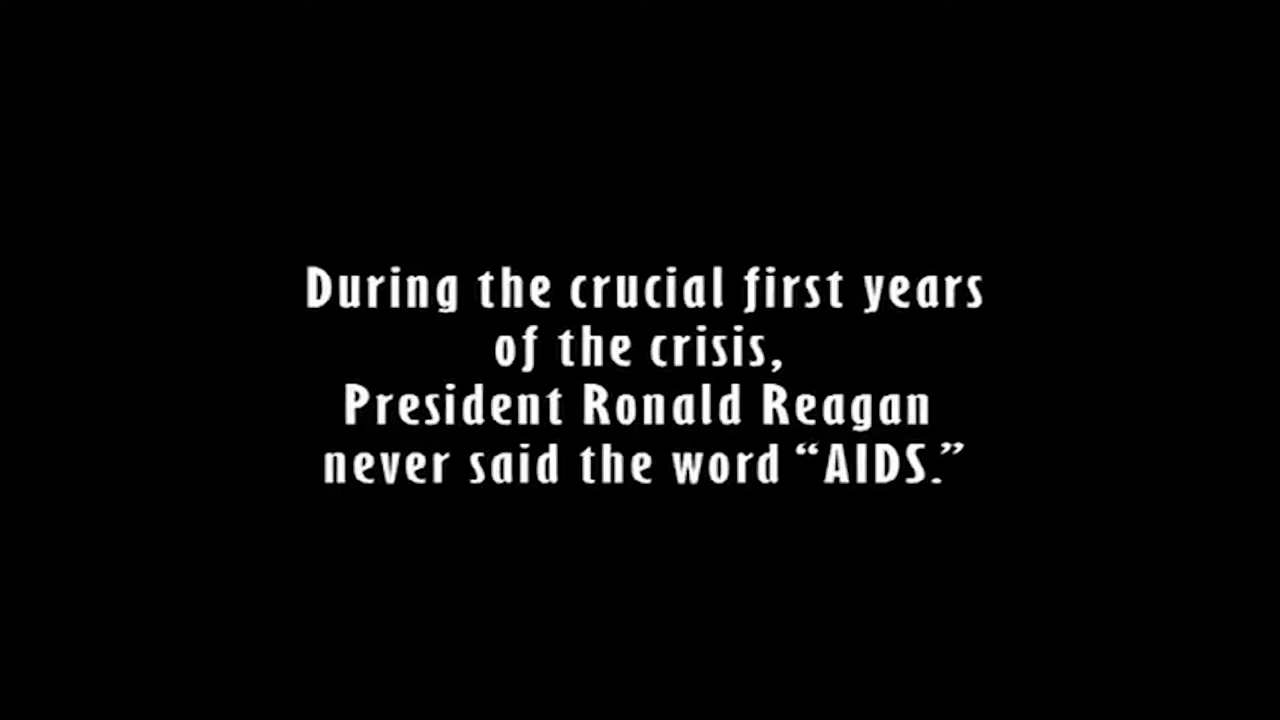 During the crucial first years
of the crisis,
President Ronald Reagan
never said the word “AIDS.”